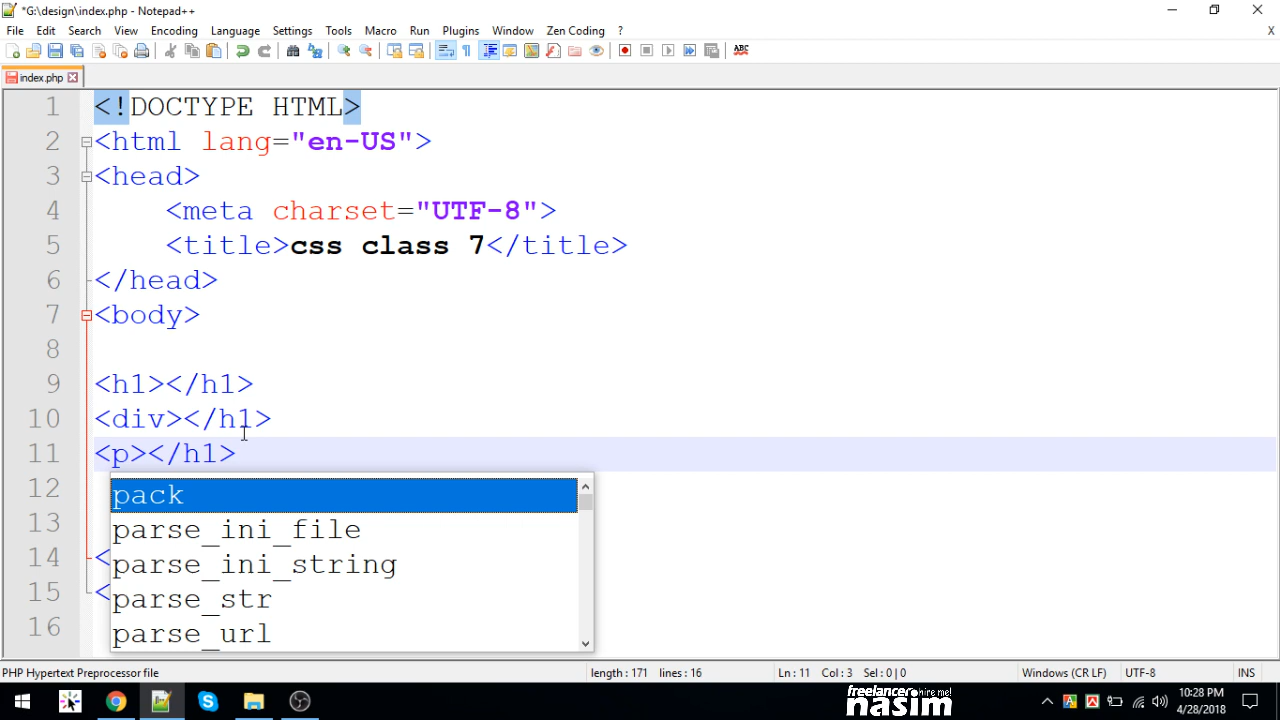 *G:\design\index.php - Notepad++
File Edit Search View Encoding Language Settings Tools Macro Run Plugins Window Zen Coding ? X
index.php
1 <!DOCTYPE HTML>
2 <html lang="en-US">
3 <head>
4 <meta charset="UTF-8">
5 <title>css class 7</title>
6 </head>
7 <body>
8
9 <h1></h1>
10 <div></h1>
11 <p></h1>
12 pack
13 parse_ini_file
14 < parse_ini_string
15 < parse_str
16 parse_url
PHP Hypertext Preprocessor file length : 171 lines : 16 Ln : 11 Col : 3 Sel : 0 | 0 Windows (CR LF) UTF-8 INS
freelancer hire me!
nasim
10:28 PM
4/28/2018